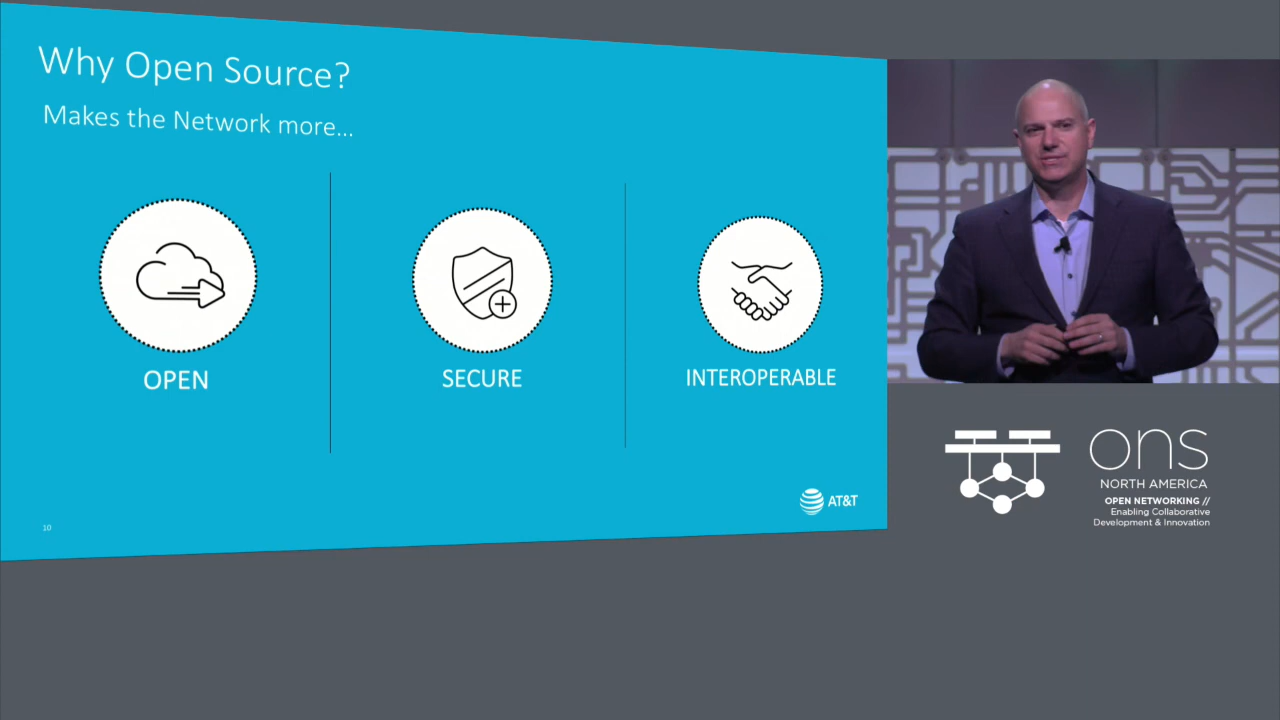 Why Open Source?
Makes the Network more...
OPEN
SECURE
INTEROPERABLE
AT&T
10
ons
NORTH AMERICA
OPEN NETWORKING //
Enabling Collaborative
Development & Innovation